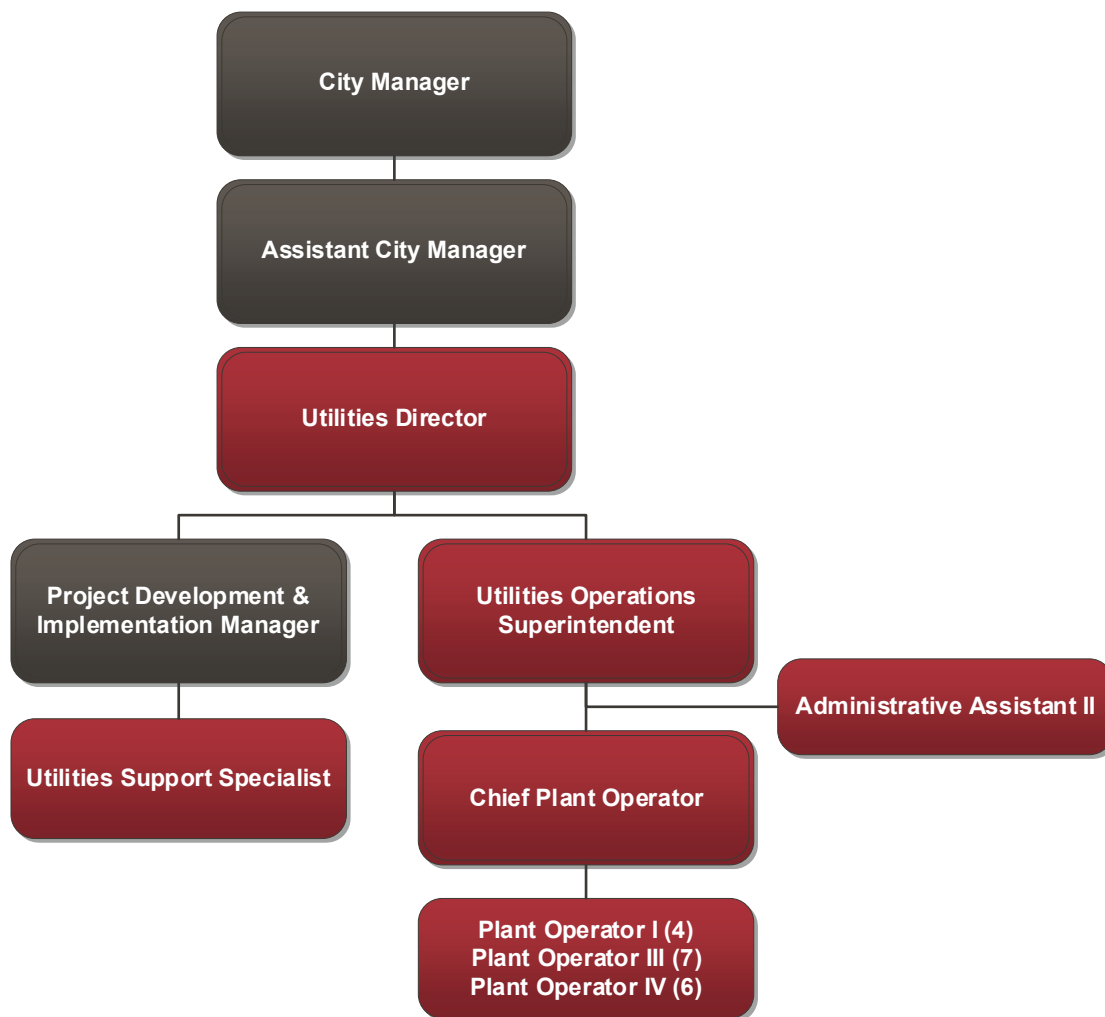 City Manager
Assistant City Manager
Utilities Director
Project Development &
Implementation Manager
Utilities Operations
Superintendent
Administrative Assistant II
Utilities Support Specialist
Chief Plant Operator
Plant Operator I (4)
Plant Operator III (7)
Plant Operator IV (6)